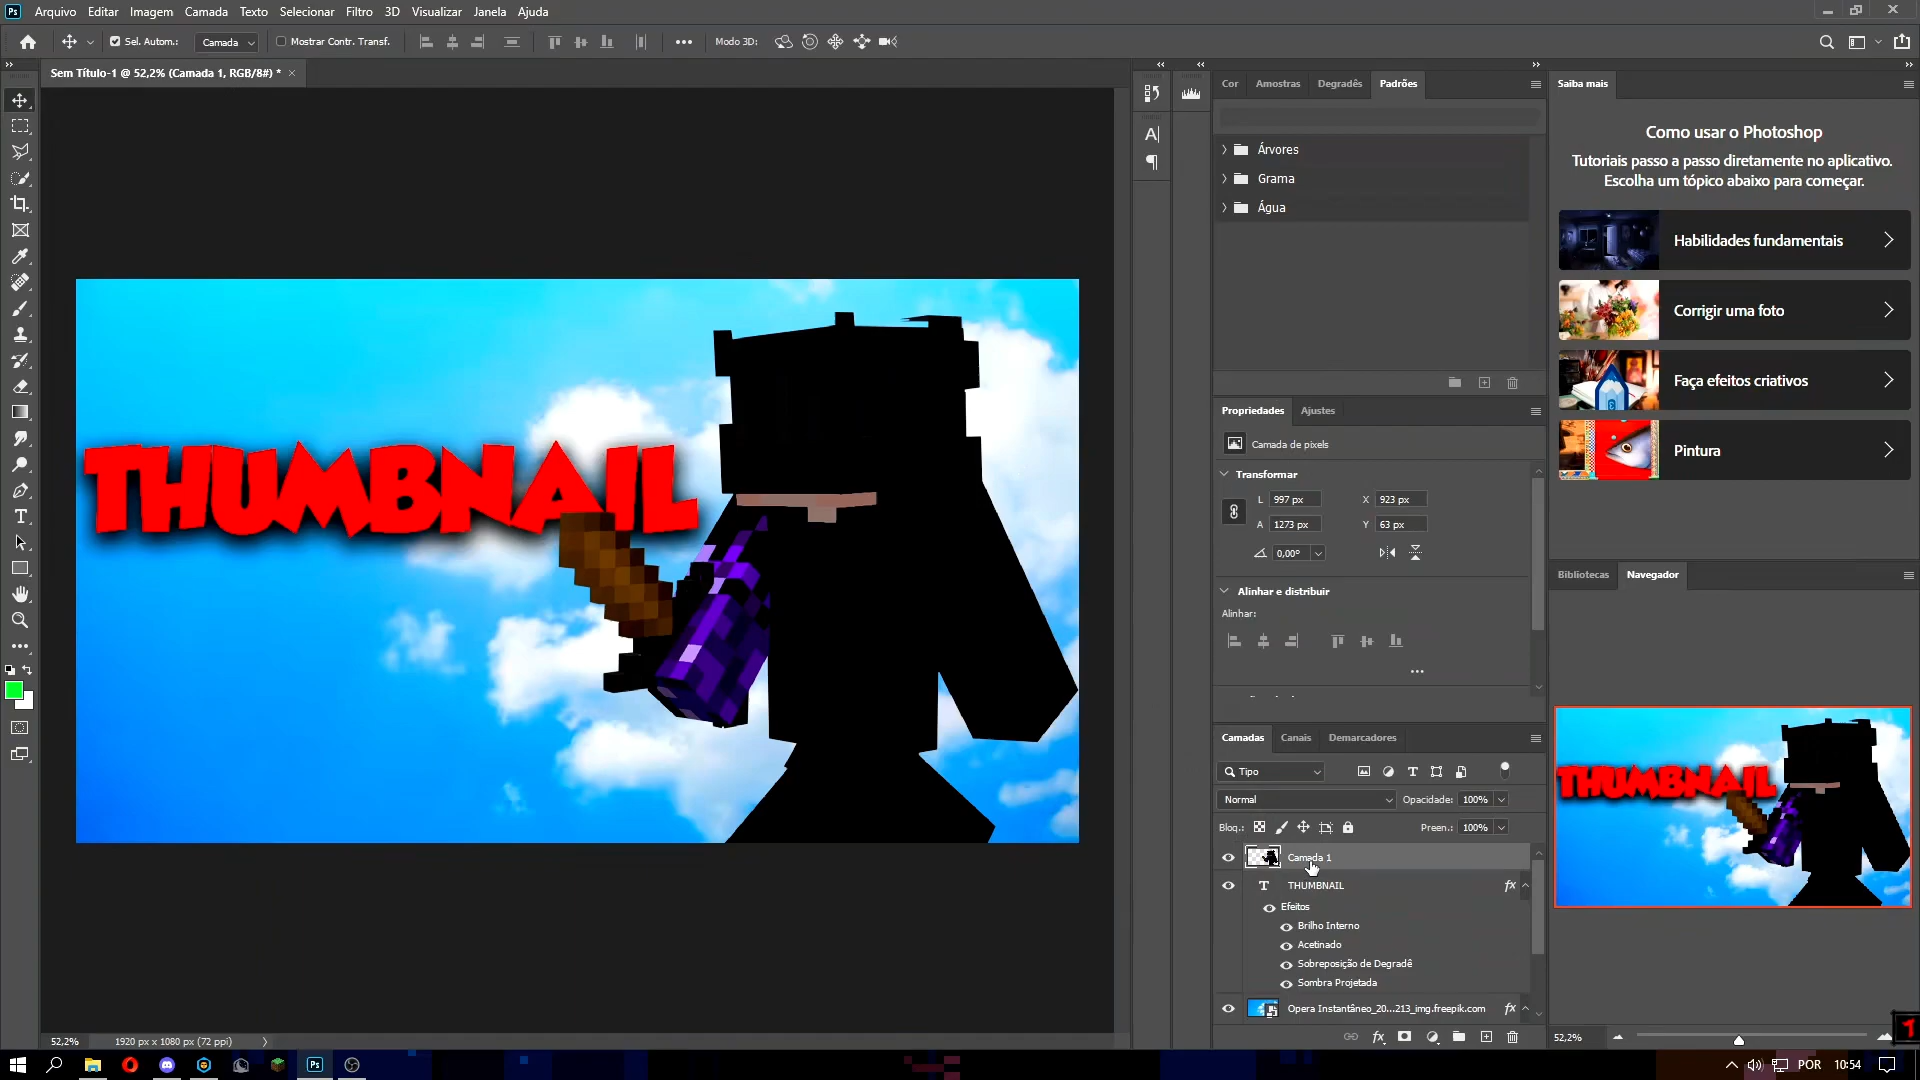 Ps Arquivo Editar Imagem Camada Texto Selecionar Filtro 3D Visualizar Janela Ajuda
Sel. Autom.: Camada Mostrar Contr. Transf. Modo 3D:
Sem Título-1 @ 52,2% (Camada 1, RGB/8#) *
THUMBNAIL
52,2% 1920 px x 1080 px (72 ppi)
Cor Amostras Degradês Padrões
Árvores
Grama
Água
Propriedades Ajustes
Camada de pixels
Transformar
L 997 px X 923 px
A 1273 px Y 63 px
0,00°
Alinhar e distribuir
Alinhar:
Camadas Canais Demarcadores
Tipo
Normal Opacidade: 100%
Bloq.: Preen.: 100%
Camada 1
T THUMBNAIL fx
Efeitos
Brilho Interno
Acetinado
Sobreposição de Degradê
Sombra Projetada
Opera Instantâneo_20...213_img.freepik.com fx
Saiba mais
Como usar o Photoshop
Tutoriais passo a passo diretamente no aplicativo.
Escolha um tópico abaixo para começar.
Habilidades fundamentais
Corrigir uma foto
Faça efeitos criativos
Pintura
Bibliotecas Navegador
THUMBNAIL
52,2%
1
Ps
POR 10:54